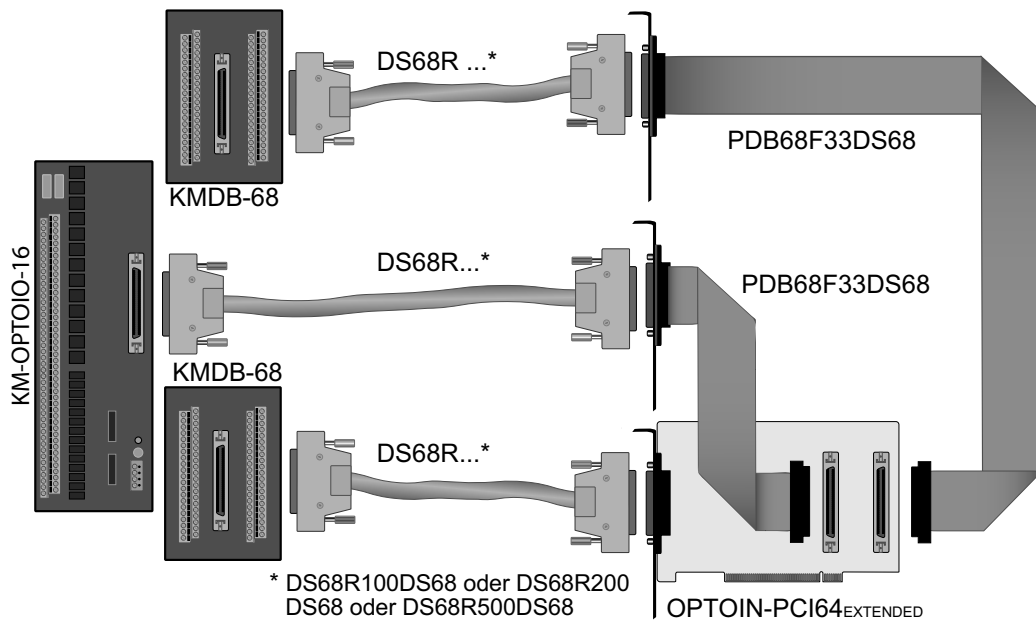 DS68R ...*
PDB68F33DS68
KMDB-68
KM-OPTOIO-16
DS68R...*
PDB68F33DS68
KMDB-68
DS68R...*
* DS68R100DS68 oder DS68R200
DS68 oder DS68R500DS68
OPTOIN-PCI64EXTENDED